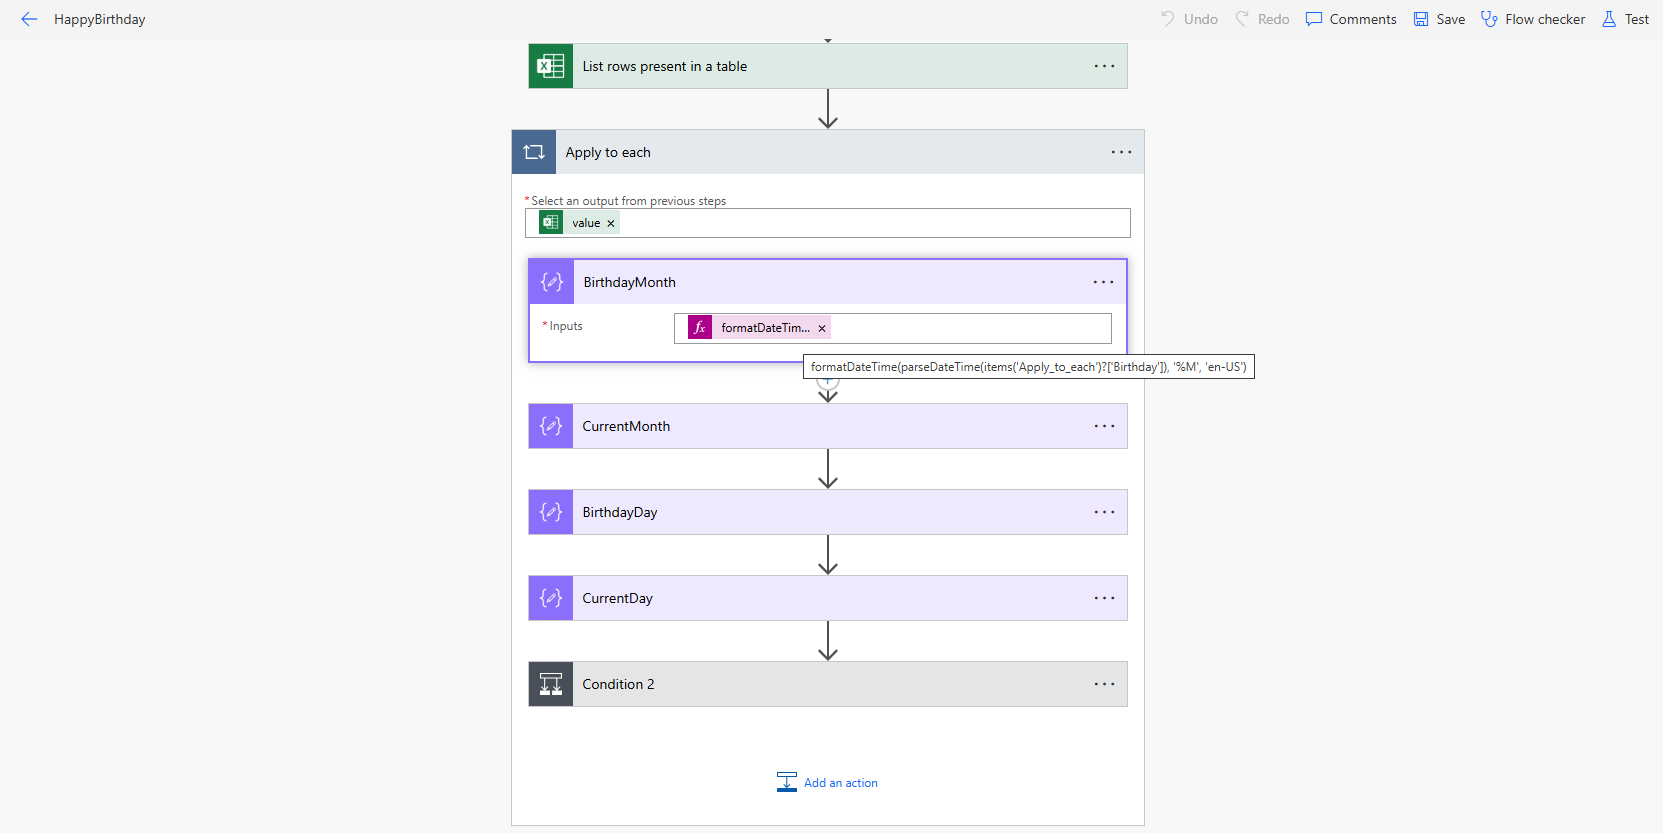 HappyBirthday
Undo Redo Comments Save Flow checker Test
List rows present in a table
Apply to each
*Select an output from previous steps
value
BirthdayMonth
*Inputs
fx formatDateTim...
formatDateTime(parseDateTime(items('Apply_to_each')?['Birthday']), '%M', 'en-US')
CurrentMonth
BirthdayDay
CurrentDay
Condition 2
Add an action